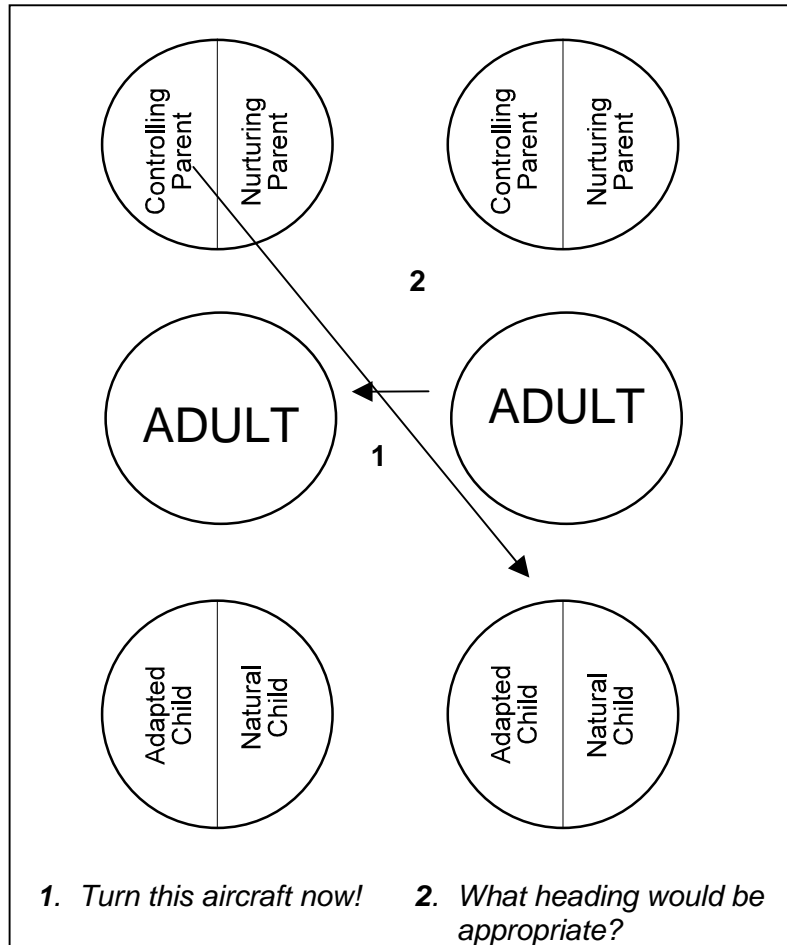 Controlling
Parent
Nurturing
Parent
Controlling
Parent
Nurturing
Parent
2
ADULT
ADULT
1
Adapted
Child
Natural
Child
Adapted
Child
Natural
Child
1. Turn this aircraft now!
2. What heading would be
appropriate?